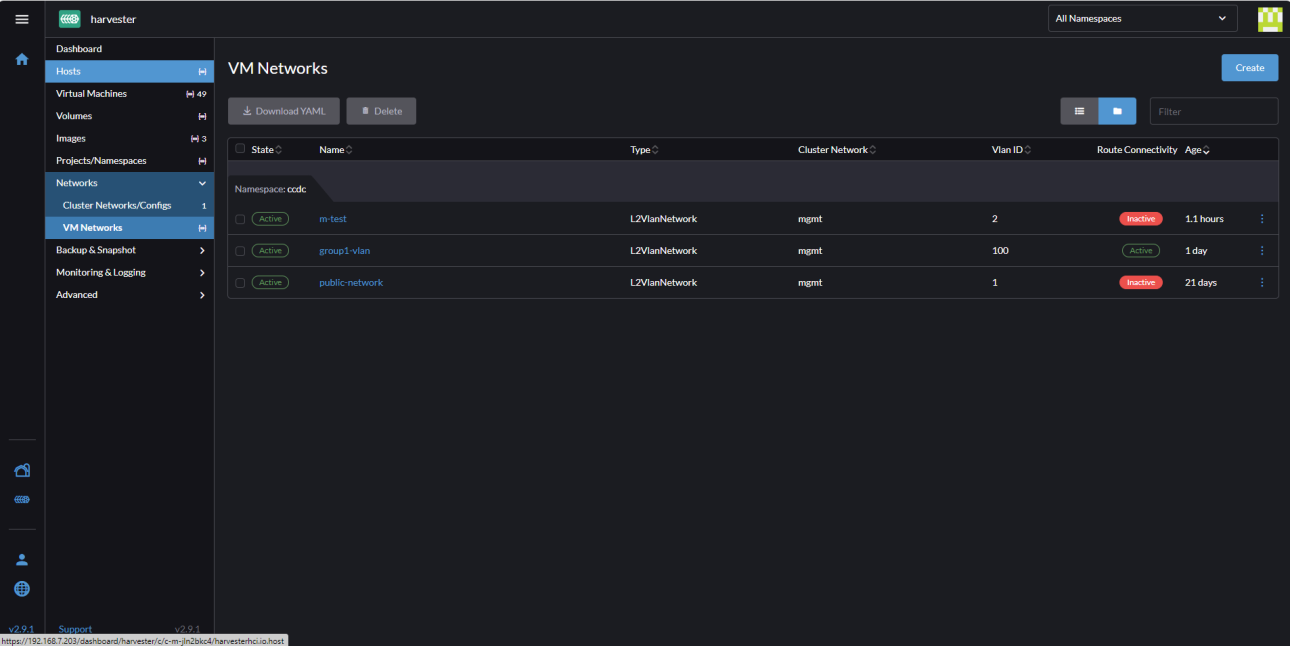 harvester
All Namespaces
Dashboard
Hosts
Virtual Machines 49
Volumes
Images 3
Projects/Namespaces
Networks
Cluster Networks/Configs 1
VM Networks
Backup & Snapshot
Monitoring & Logging
Advanced
VM Networks
Create
Download YAML Delete
Filter
State Name Type Cluster Network Vlan ID Route Connectivity Age
Namespace: ccdc
Active m-test L2VlanNetwork mgmt 2 Inactive 1.1 hours
Active group1-vlan L2VlanNetwork mgmt 100 Active 1 day
Active public-network L2VlanNetwork mgmt 1 Inactive 21 days
v2.9.1 Support v2.9.1
https://192.168.7.203/dashboard/harvester/c/c-m-jln2bkc4/harvesterhci.io.host